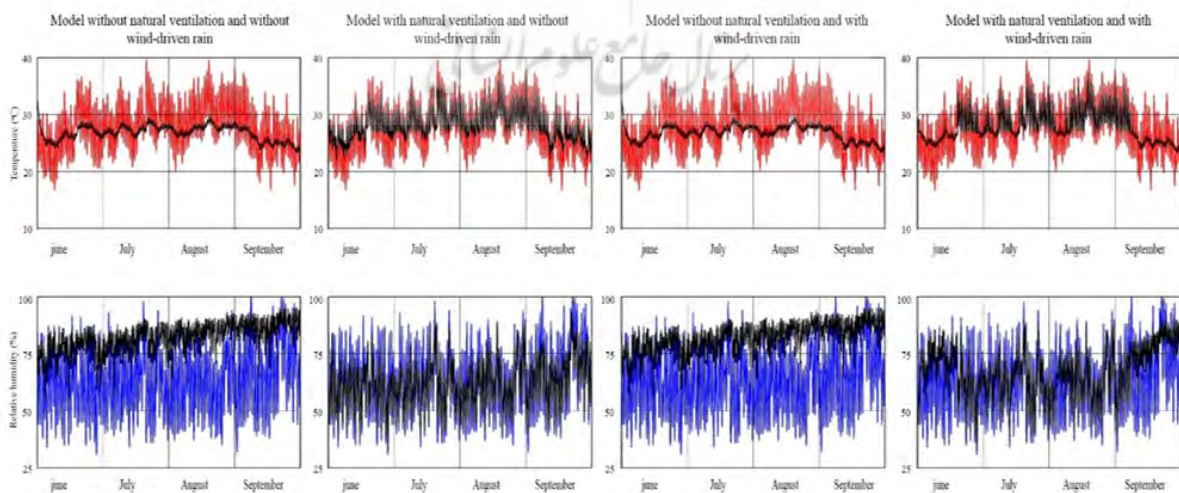 Model without natural ventilation and without
wind-driven rain
Model with natural ventilation and without
wind-driven rain
Model without natural ventilation and with
wind-driven rain
Model with natural ventilation and with
wind-driven rain
Temperature (°C)
40
30
20
10
june
July
August
September
40
30
20
10
june
July
August
September
40
30
20
10
june
July
August
September
40
30
20
10
june
July
August
September
Relative humidity (%)
100
75
50
25
june
July
August
September
100
75
50
25
june
July
August
September
100
75
50
25
june
July
August
September
100
75
50
25
june
July
August
September